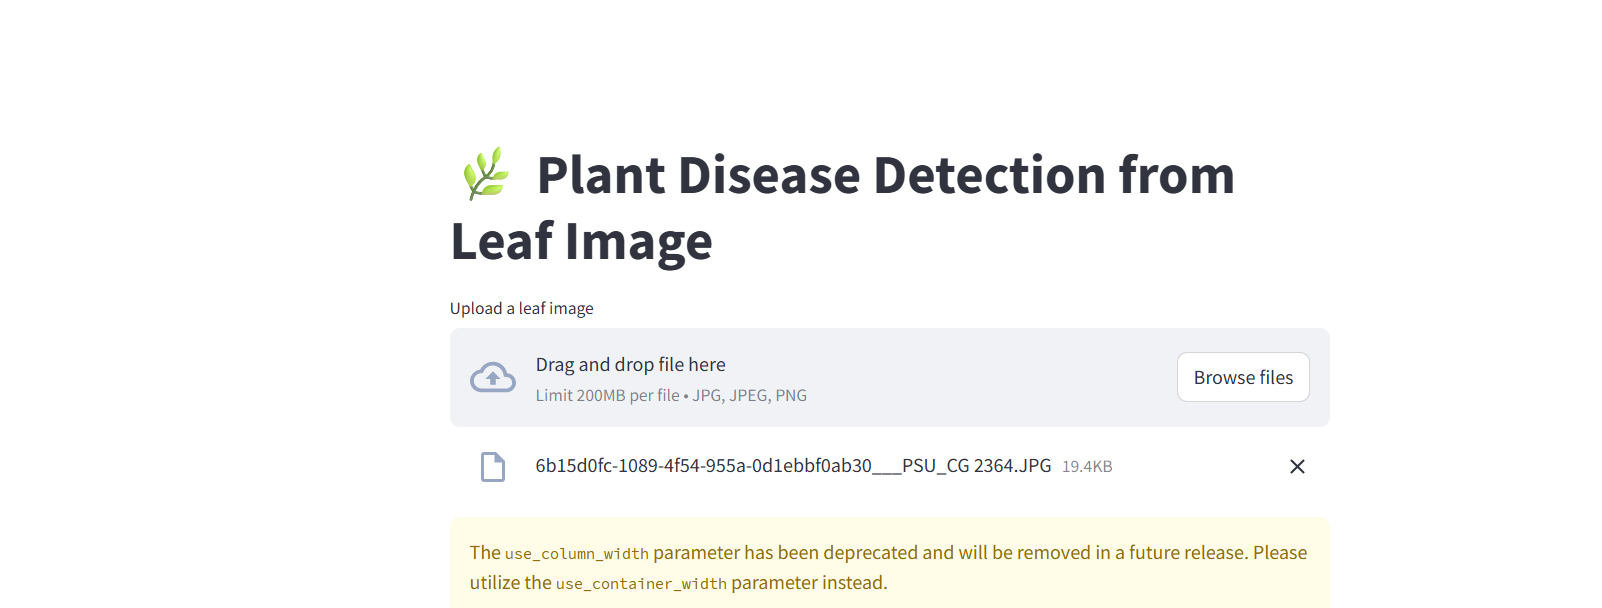 🌿 Plant Disease Detection from
Leaf Image
Upload a leaf image
Drag and drop file here
Limit 200MB per file • JPG, JPEG, PNG
Browse files
6b15d0fc-1089-4f54-955a-0d1ebbf0ab30___PSU_CG 2364.JPG 19.4KB
The use_column_width parameter has been deprecated and will be removed in a future release. Please
utilize the use_container_width parameter instead.